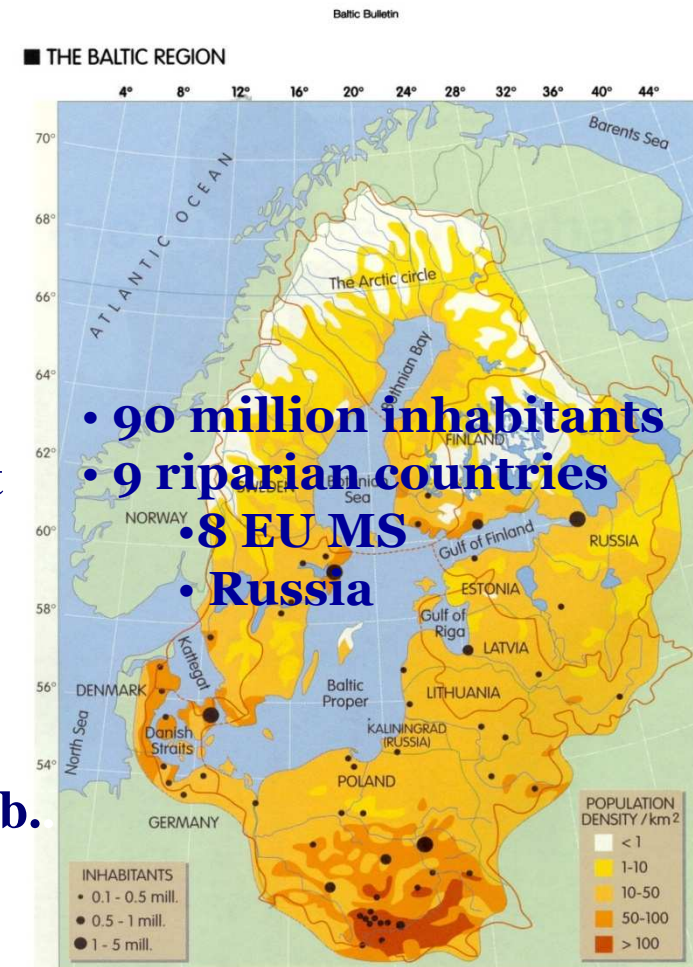 Baltic Bulletin
■ THE BALTIC REGION
4° 8° 12° 16° 20° 24° 28° 32° 36° 40° 44°
70°
68°
66°
64°
62°
60°
58°
56°
54°
Barents Sea
ATLANTIC OCEAN
The Arctic circle
Bothnian Bay
• 90 million inhabitants
FINLAND
t
• 9 riparian countries
SWEDEN
Bothnian
Sea
NORWAY
•8 EU MS
Gulf of Finland
RUSSIA
• Russia
ESTONIA
Gulf of
Riga
LATVIA
Kattegat
DENMARK
Baltic
Proper
LITHUANIA
North Sea
Danish
Straits
KALININGRAD
(RUSSIA)
POLAND
b.
GERMANY
POPULATION
DENSITY / km2
< 1
1-10
10-50
50-100
> 100
INHABITANTS
0.1 - 0.5 mill.
0.5 - 1 mill.
1 - 5 mill.